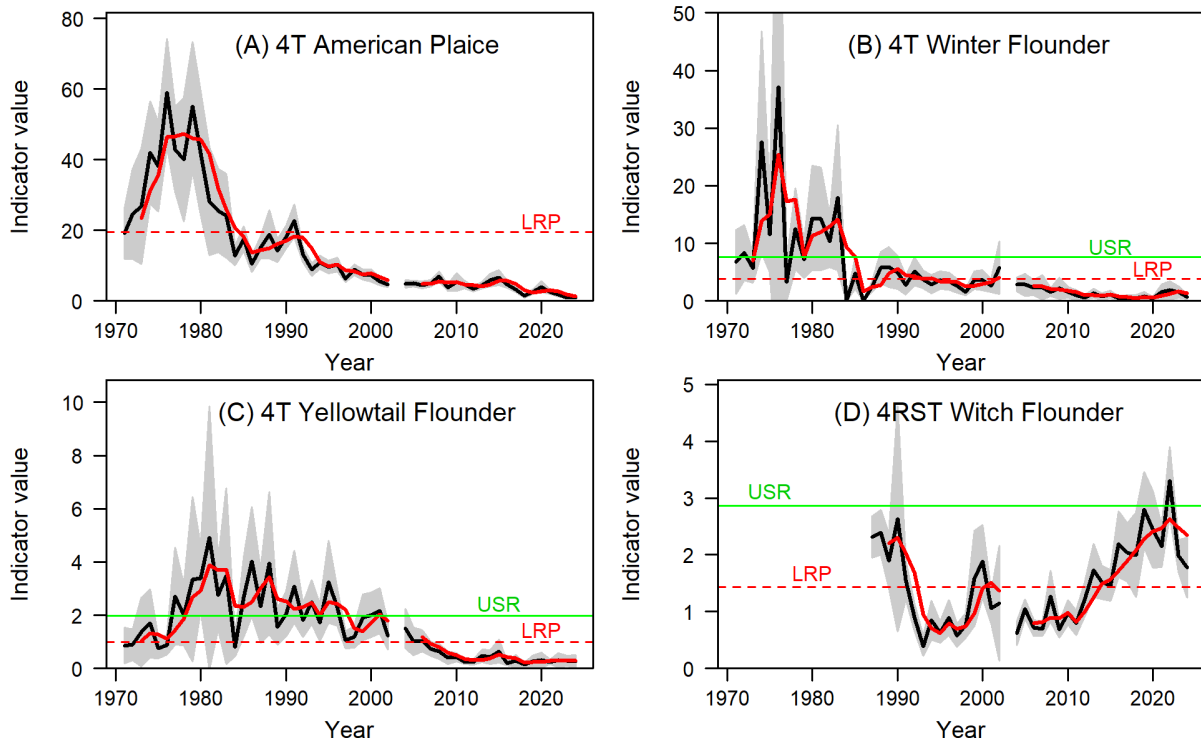 (A) 4T American Plaice
Indicator value
80
60
40
20
0
LRP
1970 1980 1990 2000 2010 2020
Year
(B) 4T Winter Flounder
Indicator value
50
40
30
20
10
0
USR
LRP
1970 1980 1990 2000 2010 2020
Year
(C) 4T Yellowtail Flounder
Indicator value
10
8
6
4
2
0
USR
LRP
1970 1980 1990 2000 2010 2020
Year
(D) 4RST Witch Flounder
Indicator value
5
4
3
2
1
0
USR
LRP
1970 1980 1990 2000 2010 2020
Year